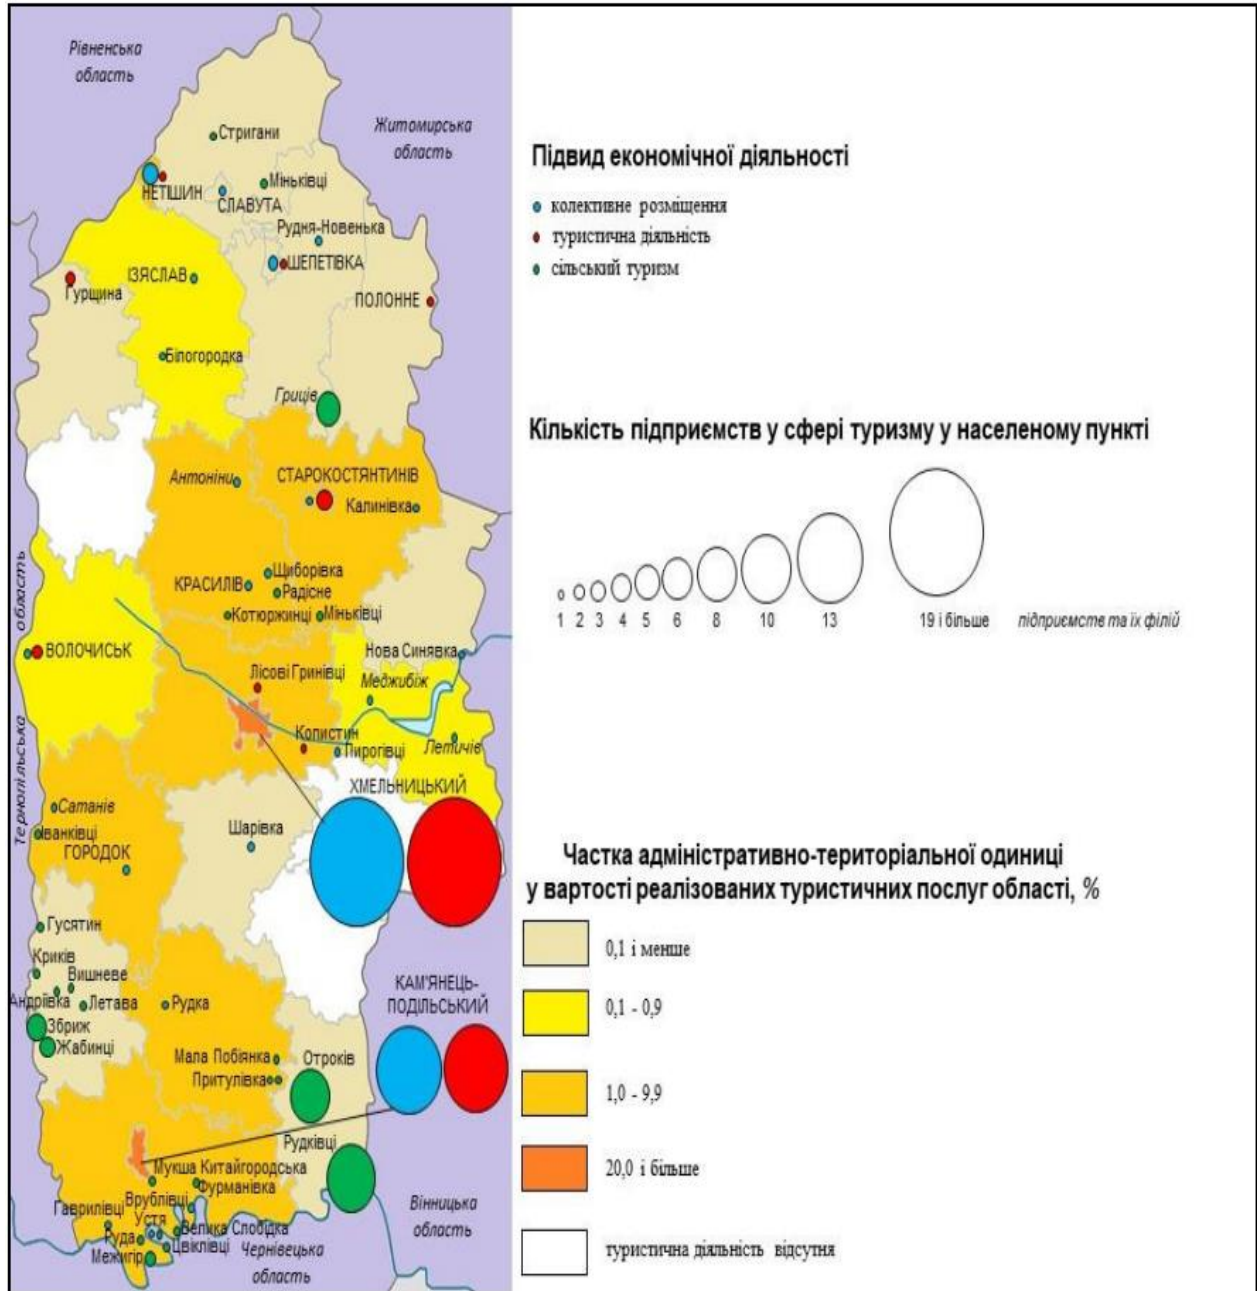 Рівненська
область
Житомирська
область
Стригани
НЕТІШИН
СЛАВУТА
Міньківці
Рудня-Новенька
ШЕПЕТІВКА
ІЗЯСЛАВ
Гурщина
ПОЛОННЕ
Білогородка
Гриців
Антоніни
СТАРОКОСТЯНТИНІВ
Калинівка
Щиборівка
КРАСИЛІВ
Радісне
Котюржинці
Міньківці
ВОЛОЧИСЬК
Нова Синявка
Лісові Гринівці
Меджибіж
Копистин
Пирогівці
Летичів
ХМЕЛЬНИЦЬКИЙ
Тернопільська область
Сатанів
Іванківці
ГОРОДОК
Шарівка
Гусятин
Криків
Вишневе
Андріївка
Летава
Рудка
Збриж
Жабинці
КАМ'ЯНЕЦЬ-
ПОДІЛЬСЬКИЙ
Мала Побіянка
Отроків
Притулівка
Рудківці
Мукша Китайгородська
Фурманівка
Врублівці
Гаврилівці
Устя
Велика Слобідка
Руда
Цвіклівці
Межигір
Чернівецька
область
Вінницька
область
Підвид економічної діяльності
колективне розміщення
туристична діяльність
сільський туризм
Кількість підприємств у сфері туризму у населеному пункті
1 2 3 4 5 6 8 10 13 19 і більше підприємств та їх філій
Частка адміністративно-територіальної одиниці
у вартості реалізованих туристичних послуг області, %
0,1 і менше
0,1 - 0,9
1,0 - 9,9
20,0 і більше
туристична діяльність відсутня